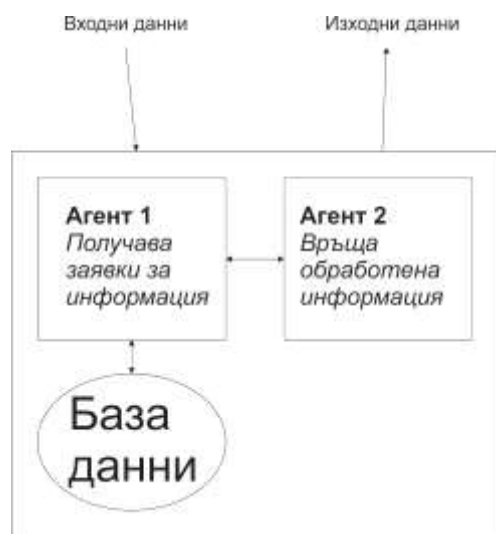 Входни данни
Изходни данни
Агент 1
Получава
заявки за
информация
Агент 2
Връща
обработена
информация
База
данни